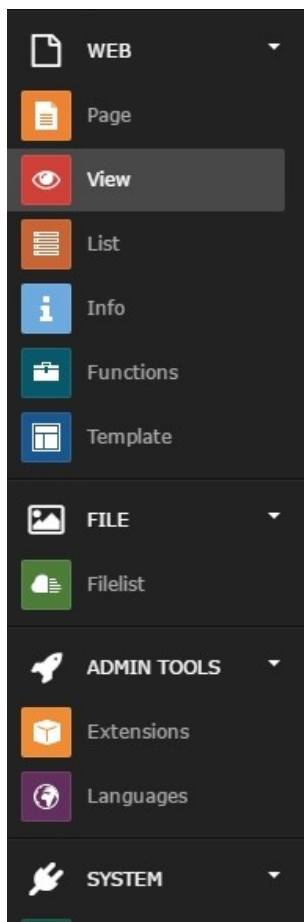 WEB
Page
View
List
Info
Functions
Template
FILE
Filelist
ADMIN TOOLS
Extensions
Languages
SYSTEM